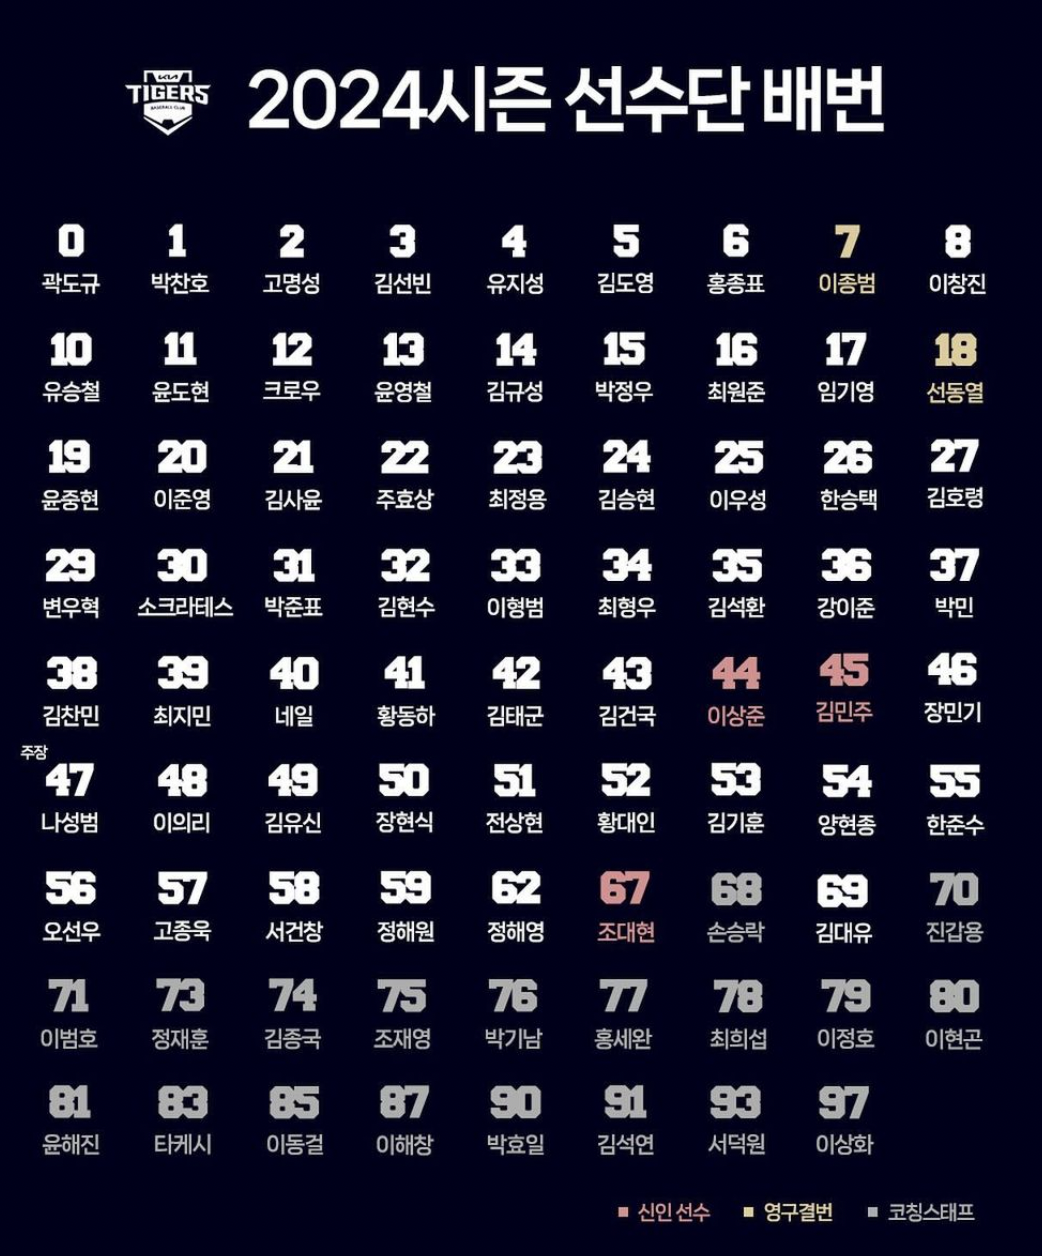 KIA
TIGERS
BASEBALL CLUB
2024시즌 선수단 배번
0 1 2 3 4 5 6 7 8
곽도규 박찬호 고명성 김선빈 유지성 김도영 홍종표 이종범 이창진
10 11 12 13 14 15 16 17 18
유승철 윤도현 크로우 윤영철 김규성 박정우 최원준 임기영 선동열
19 20 21 22 23 24 25 26 27
윤중현 이준영 김사윤 주효상 최정용 김승현 이우성 한승택 김호령
29 30 31 32 33 34 35 36 37
변우혁 소크라테스 박준표 김현수 이형범 최형우 김석환 강이준 박민
38 39 40 41 42 43 44 45 46
김찬민 최지민 네일 황동하 김태군 김건국 이상준 김민주 장민기
주장
47 48 49 50 51 52 53 54 55
나성범 이의리 김유신 장현식 전상현 황대인 김기훈 양현종 한준수
56 57 58 59 62 67 68 69 70
오선우 고종욱 서건창 정해원 정해영 조대현 손승락 김대유 진갑용
71 73 74 75 76 77 78 79 80
이범호 정재훈 김종국 조재영 박기남 홍세완 최희섭 이정호 이현곤
81 83 85 87 90 91 93 97
윤해진 타케시 이동걸 이해창 박효일 김석연 서덕원 이상화
신인 선수 영구결번 코칭스태프